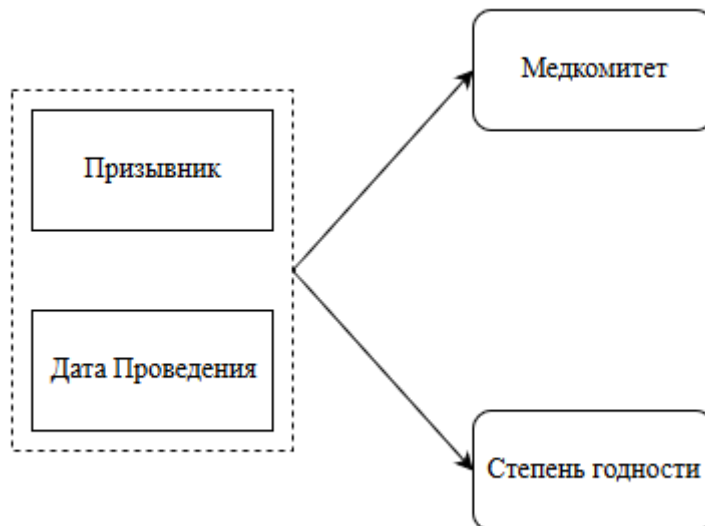 Медкомитет
Призывник
Дата Проведения
Степень годности